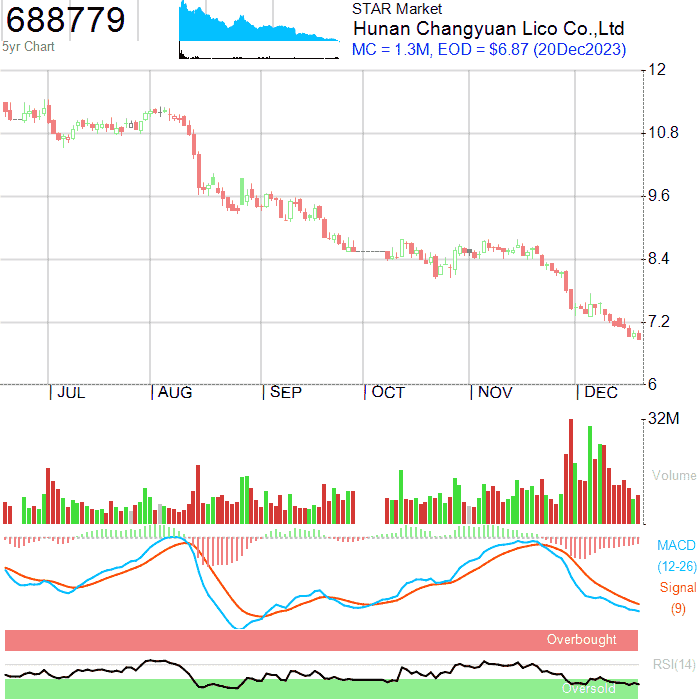 688779
5yr Chart
STAR Market
Hunan Changyuan Lico Co.,Ltd
MC = 1.3M, EOD = $6.87 (20Dec2023)
12
10.8
9.6
8.4
7.2
6
JUL AUG SEP OCT NOV DEC
32M
Volume
MACD
(12-26)
Signal
(9)
Overbought
RSI(14)
Oversold